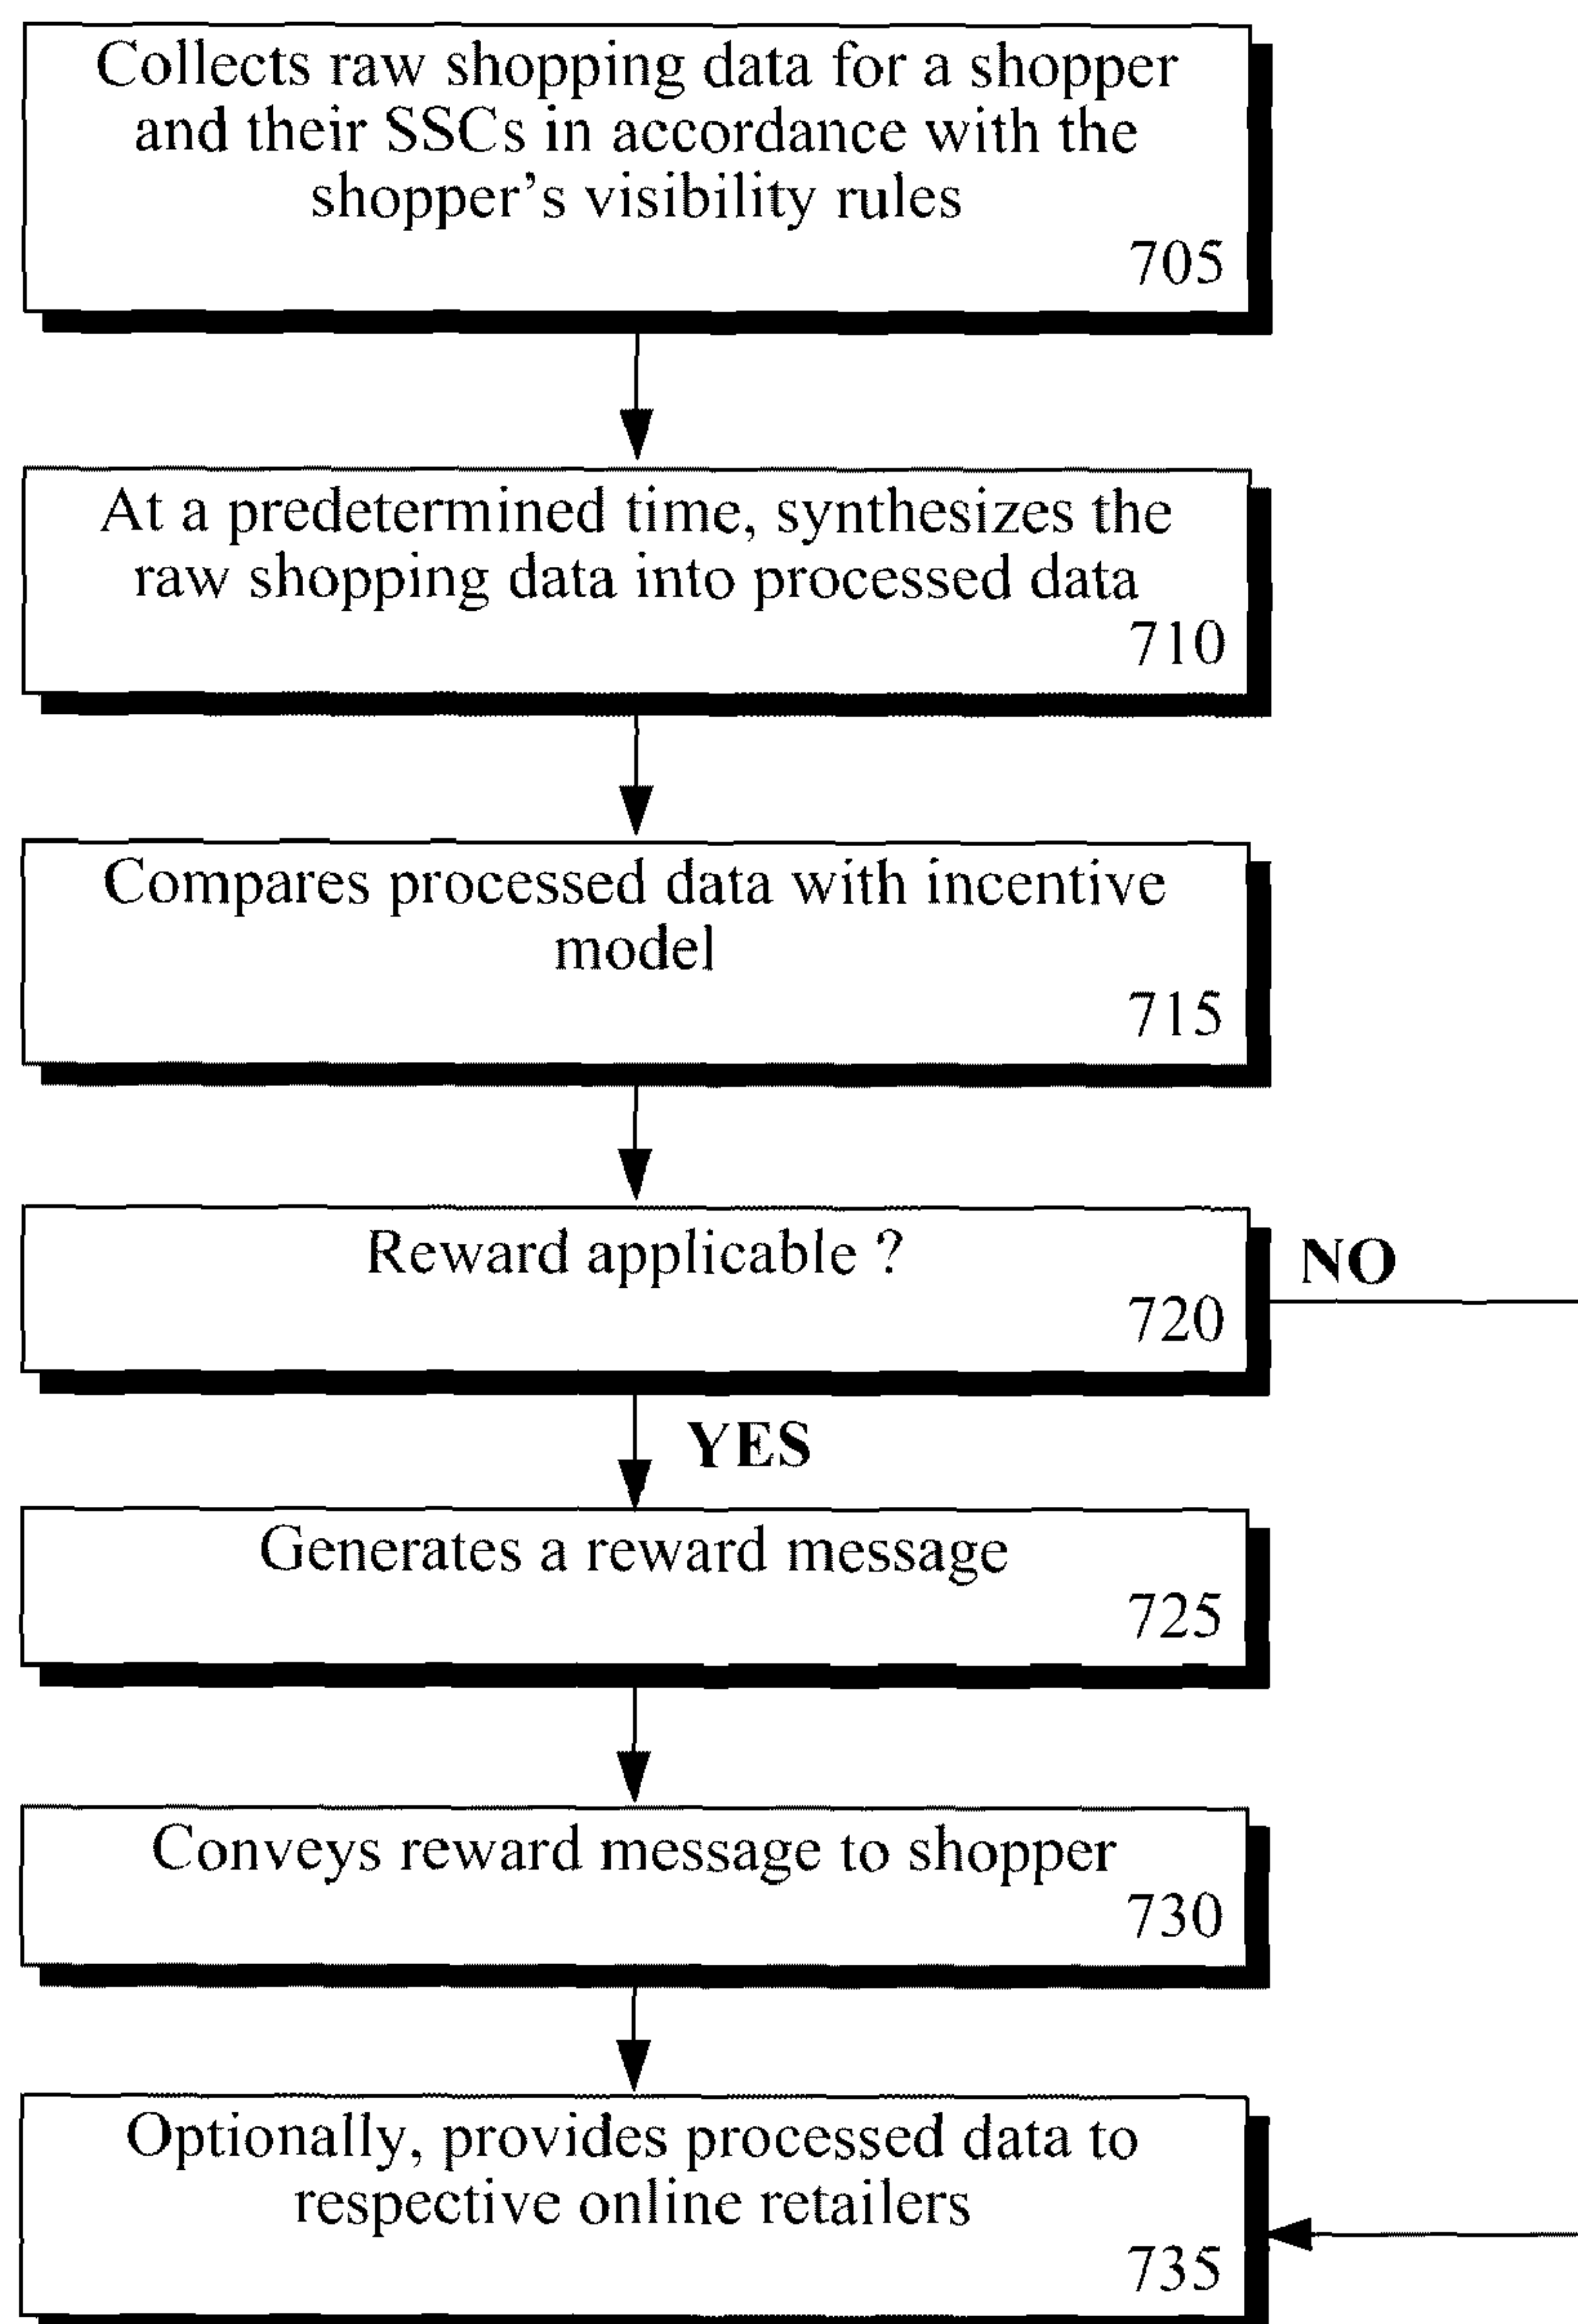 Collects raw shopping data for a shopper
and their SSCs in accordance with the
shopper’s visibility rules
705
At a predetermined time, synthesizes the
raw shopping data into processed data
710
Compares processed data with incentive
model
715
Reward applicable ?
720
NO
YES
Generates a reward message
725
Conveys reward message to shopper
730
Optionally, provides processed data to
respective online retailers
735